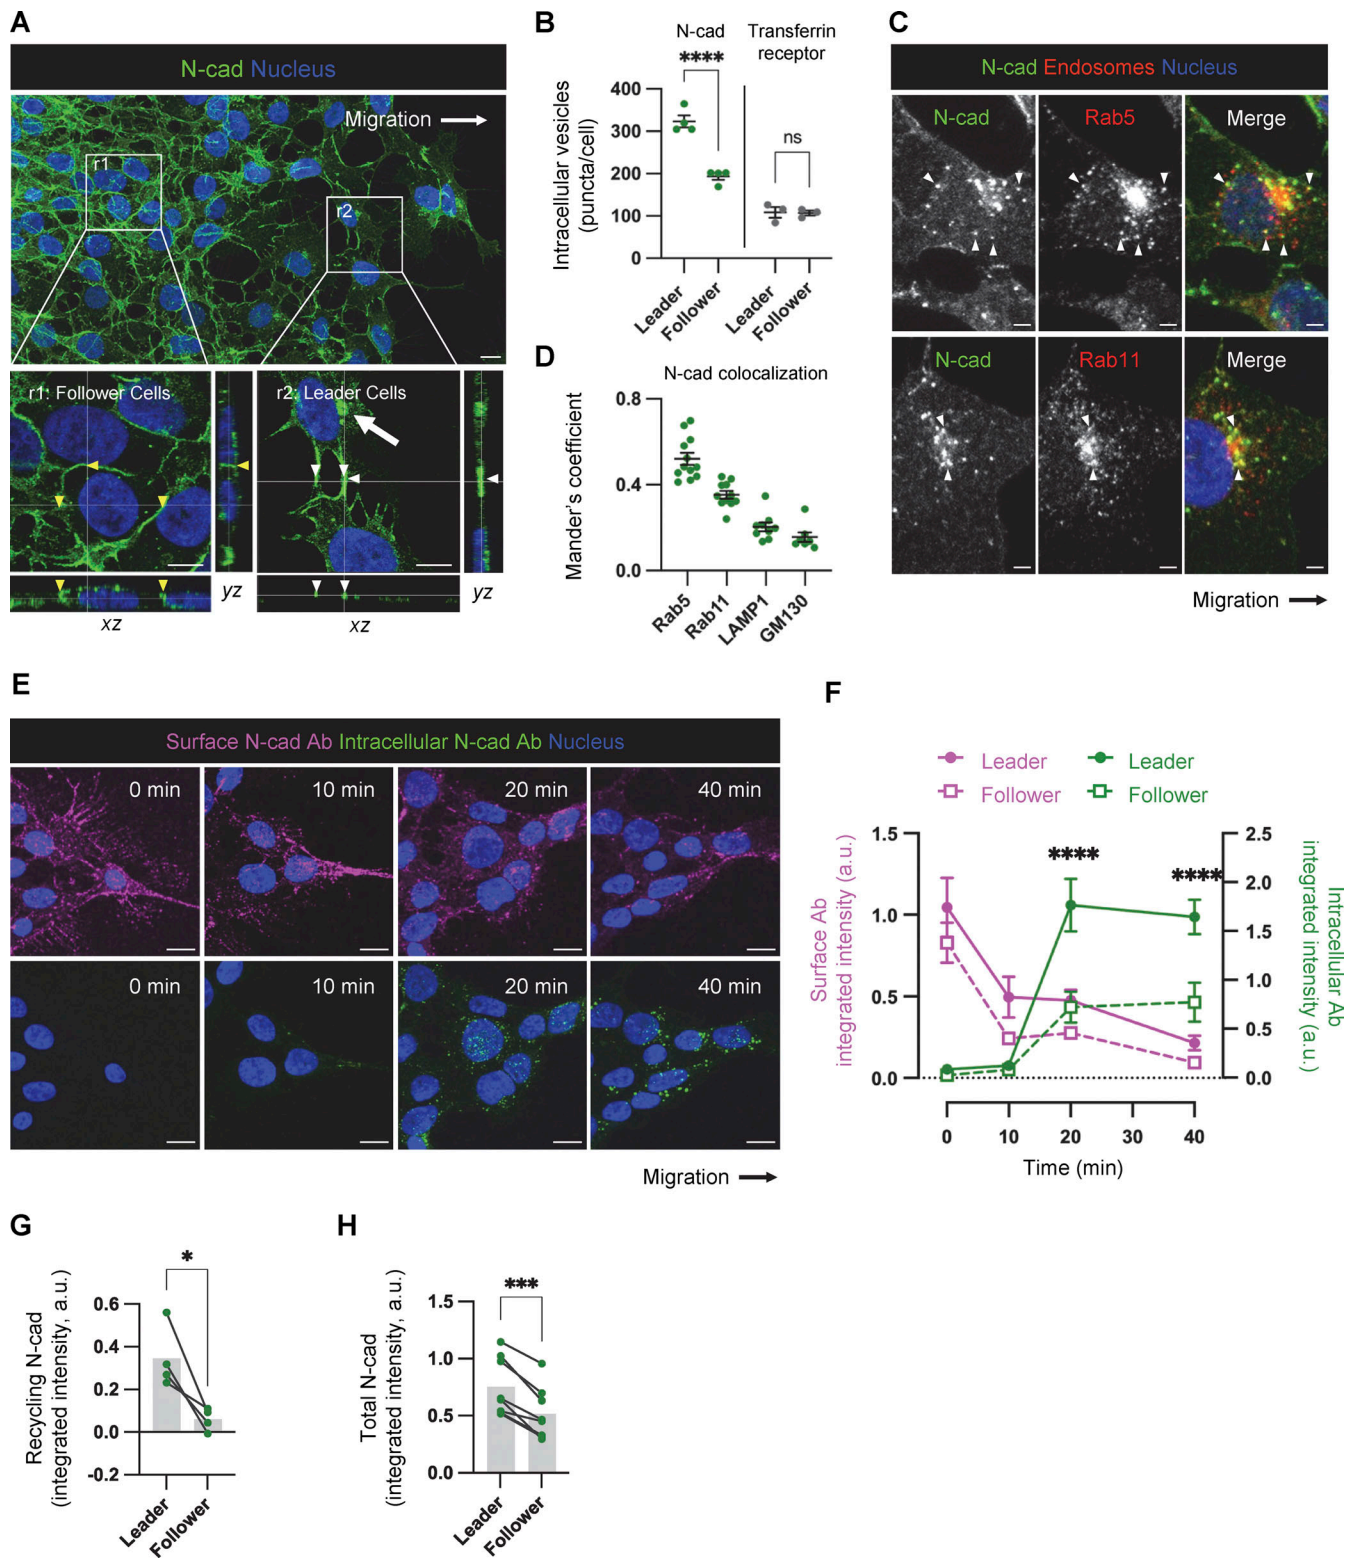 A
N-cad Nucleus
Migration
r1
r2
r1: Follower Cells
r2: Leader Cells
yz
yz
xz
xz
B
N-cad
Transferrin
receptor
****
ns
Intracellular vesicles
(puncta/cell)
400
300
200
100
0
Leader
Follower
Leader
Follower
C
N-cad Endosomes Nucleus
N-cad
Rab5
Merge
N-cad
Rab11
Merge
Migration
D
N-cad colocalization
Mander's coefficient
0.8
0.4
0.0
Rab5
Rab11
LAMP1
GM130
E
Surface N-cad Ab Intracellular N-cad Ab Nucleus
0 min
10 min
20 min
40 min
0 min
10 min
20 min
40 min
Migration
F
Leader
Leader
Follower
Follower
Surface Ab
integrated intensity (a.u.)
1.5
1.0
0.5
0.0
****
****
2.5
2.0
1.5
1.0
0.5
0.0
Intracellular Ab
integrated intensity (a.u.)
0
10
20
30
40
Time (min)
G
*
Recycling N-cad
(integrated intensity, a.u.)
0.6
0.4
0.2
0.0
-0.2
Leader
Follower
H
***
Total N-cad
(integrated intensity, a.u.)
1.5
1.0
0.5
0.0
Leader
Follower